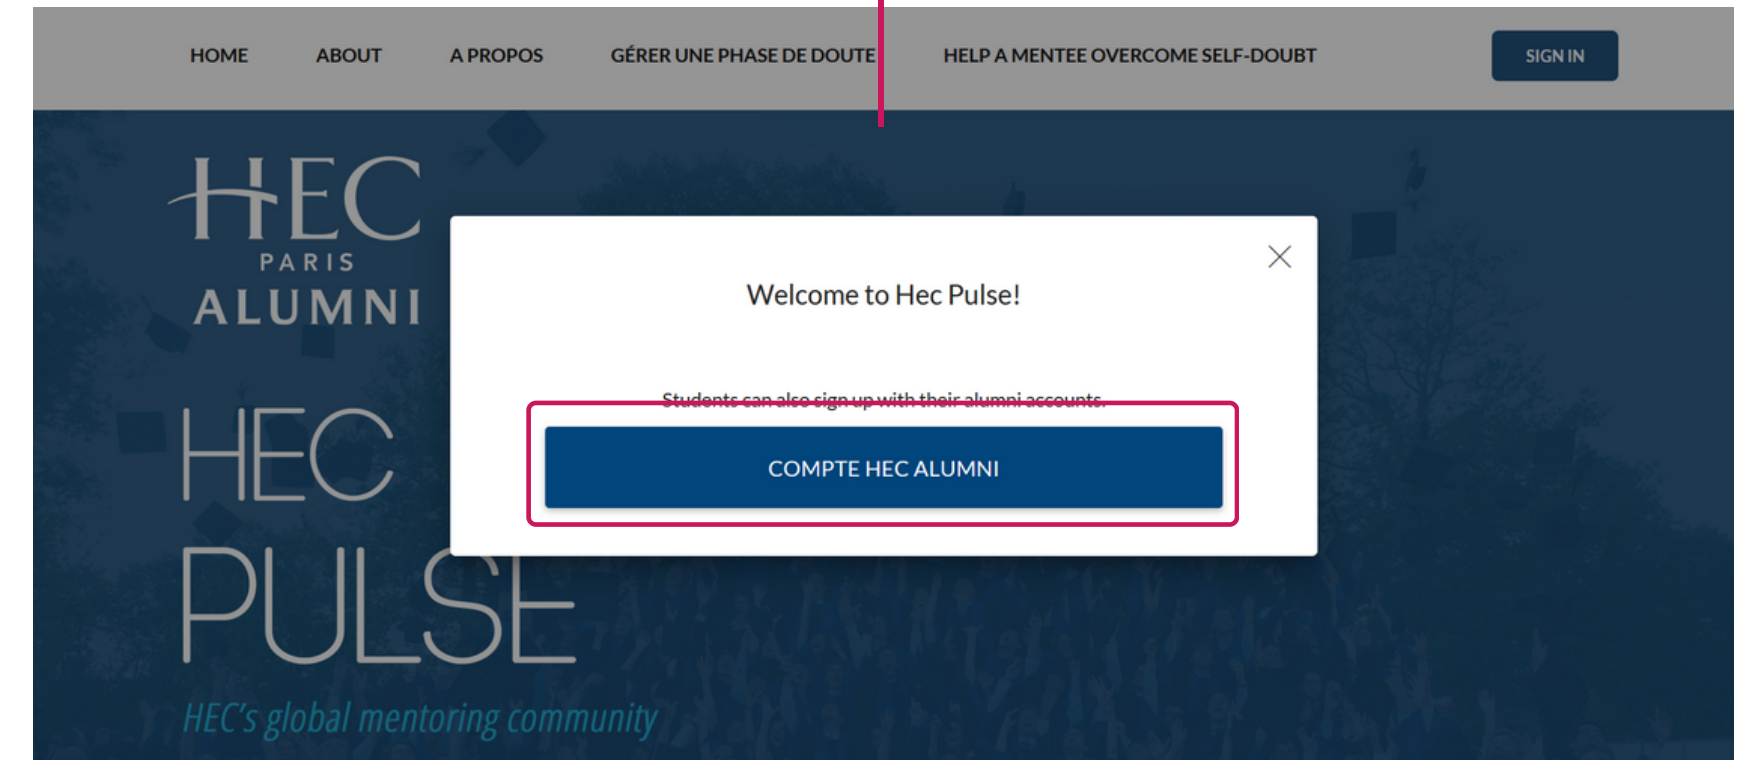 HOME ABOUT A PROPOS GÉRER UNE PHASE DE DOUTE HELP A MENTEE OVERCOME SELF-DOUBT SIGN IN
HEC
PARIS
ALUMNI
Welcome to Hec Pulse!
Students can also sign up with their alumni accounts.
COMPTE HEC ALUMNI
HEC
PULSE
HEC's global mentoring community